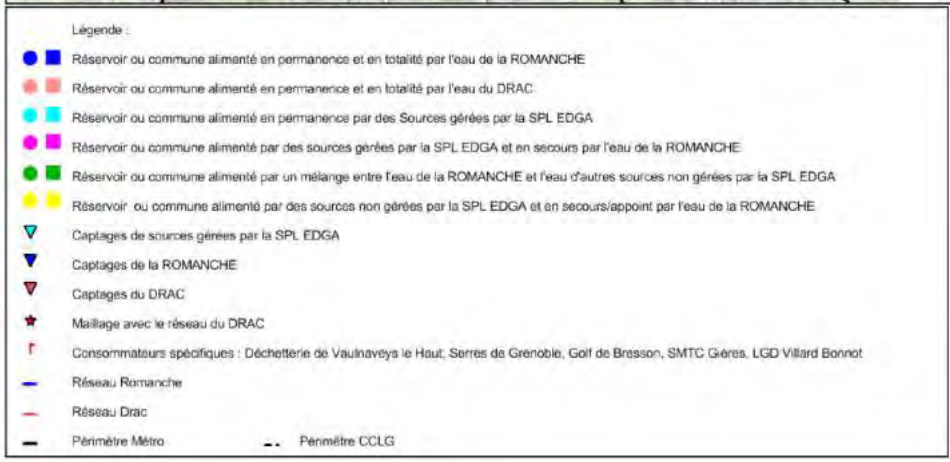 Légende :
Réservoir ou commune alimenté en permanence et en totalité par l'eau de la ROMANCHE
Réservoir ou commune alimenté en permanence et en totalité par l'eau du DRAC
Réservoir ou commune alimenté en permanence par des Sources gérées par la SPL EDGA
Réservoir ou commune alimenté par des sources gérées par la SPL EDGA et en secours par l'eau de la ROMANCHE
Réservoir ou commune alimenté par un mélange entre l'eau de la ROMANCHE et l'eau d'autres sources non gérées par la SPL EDGA
Réservoir ou commune alimenté par des sources non gérées par la SPL EDGA et en secours/appoint par l'eau de la ROMANCHE
Captages de sources gérées par la SPL EDGA
Captages de la ROMANCHE
Captages du DRAC
Maillage avec le réseau du DRAC
Consommateurs spécifiques : Déchetterie de Vaulnaveys le Haut, Serres de Grenoble, Golf de Bresson, SMTC Gières, LGD Villard Bonnot
Réseau Romanche
Réseau Drac
Périmètre Métro Périmètre CCLG